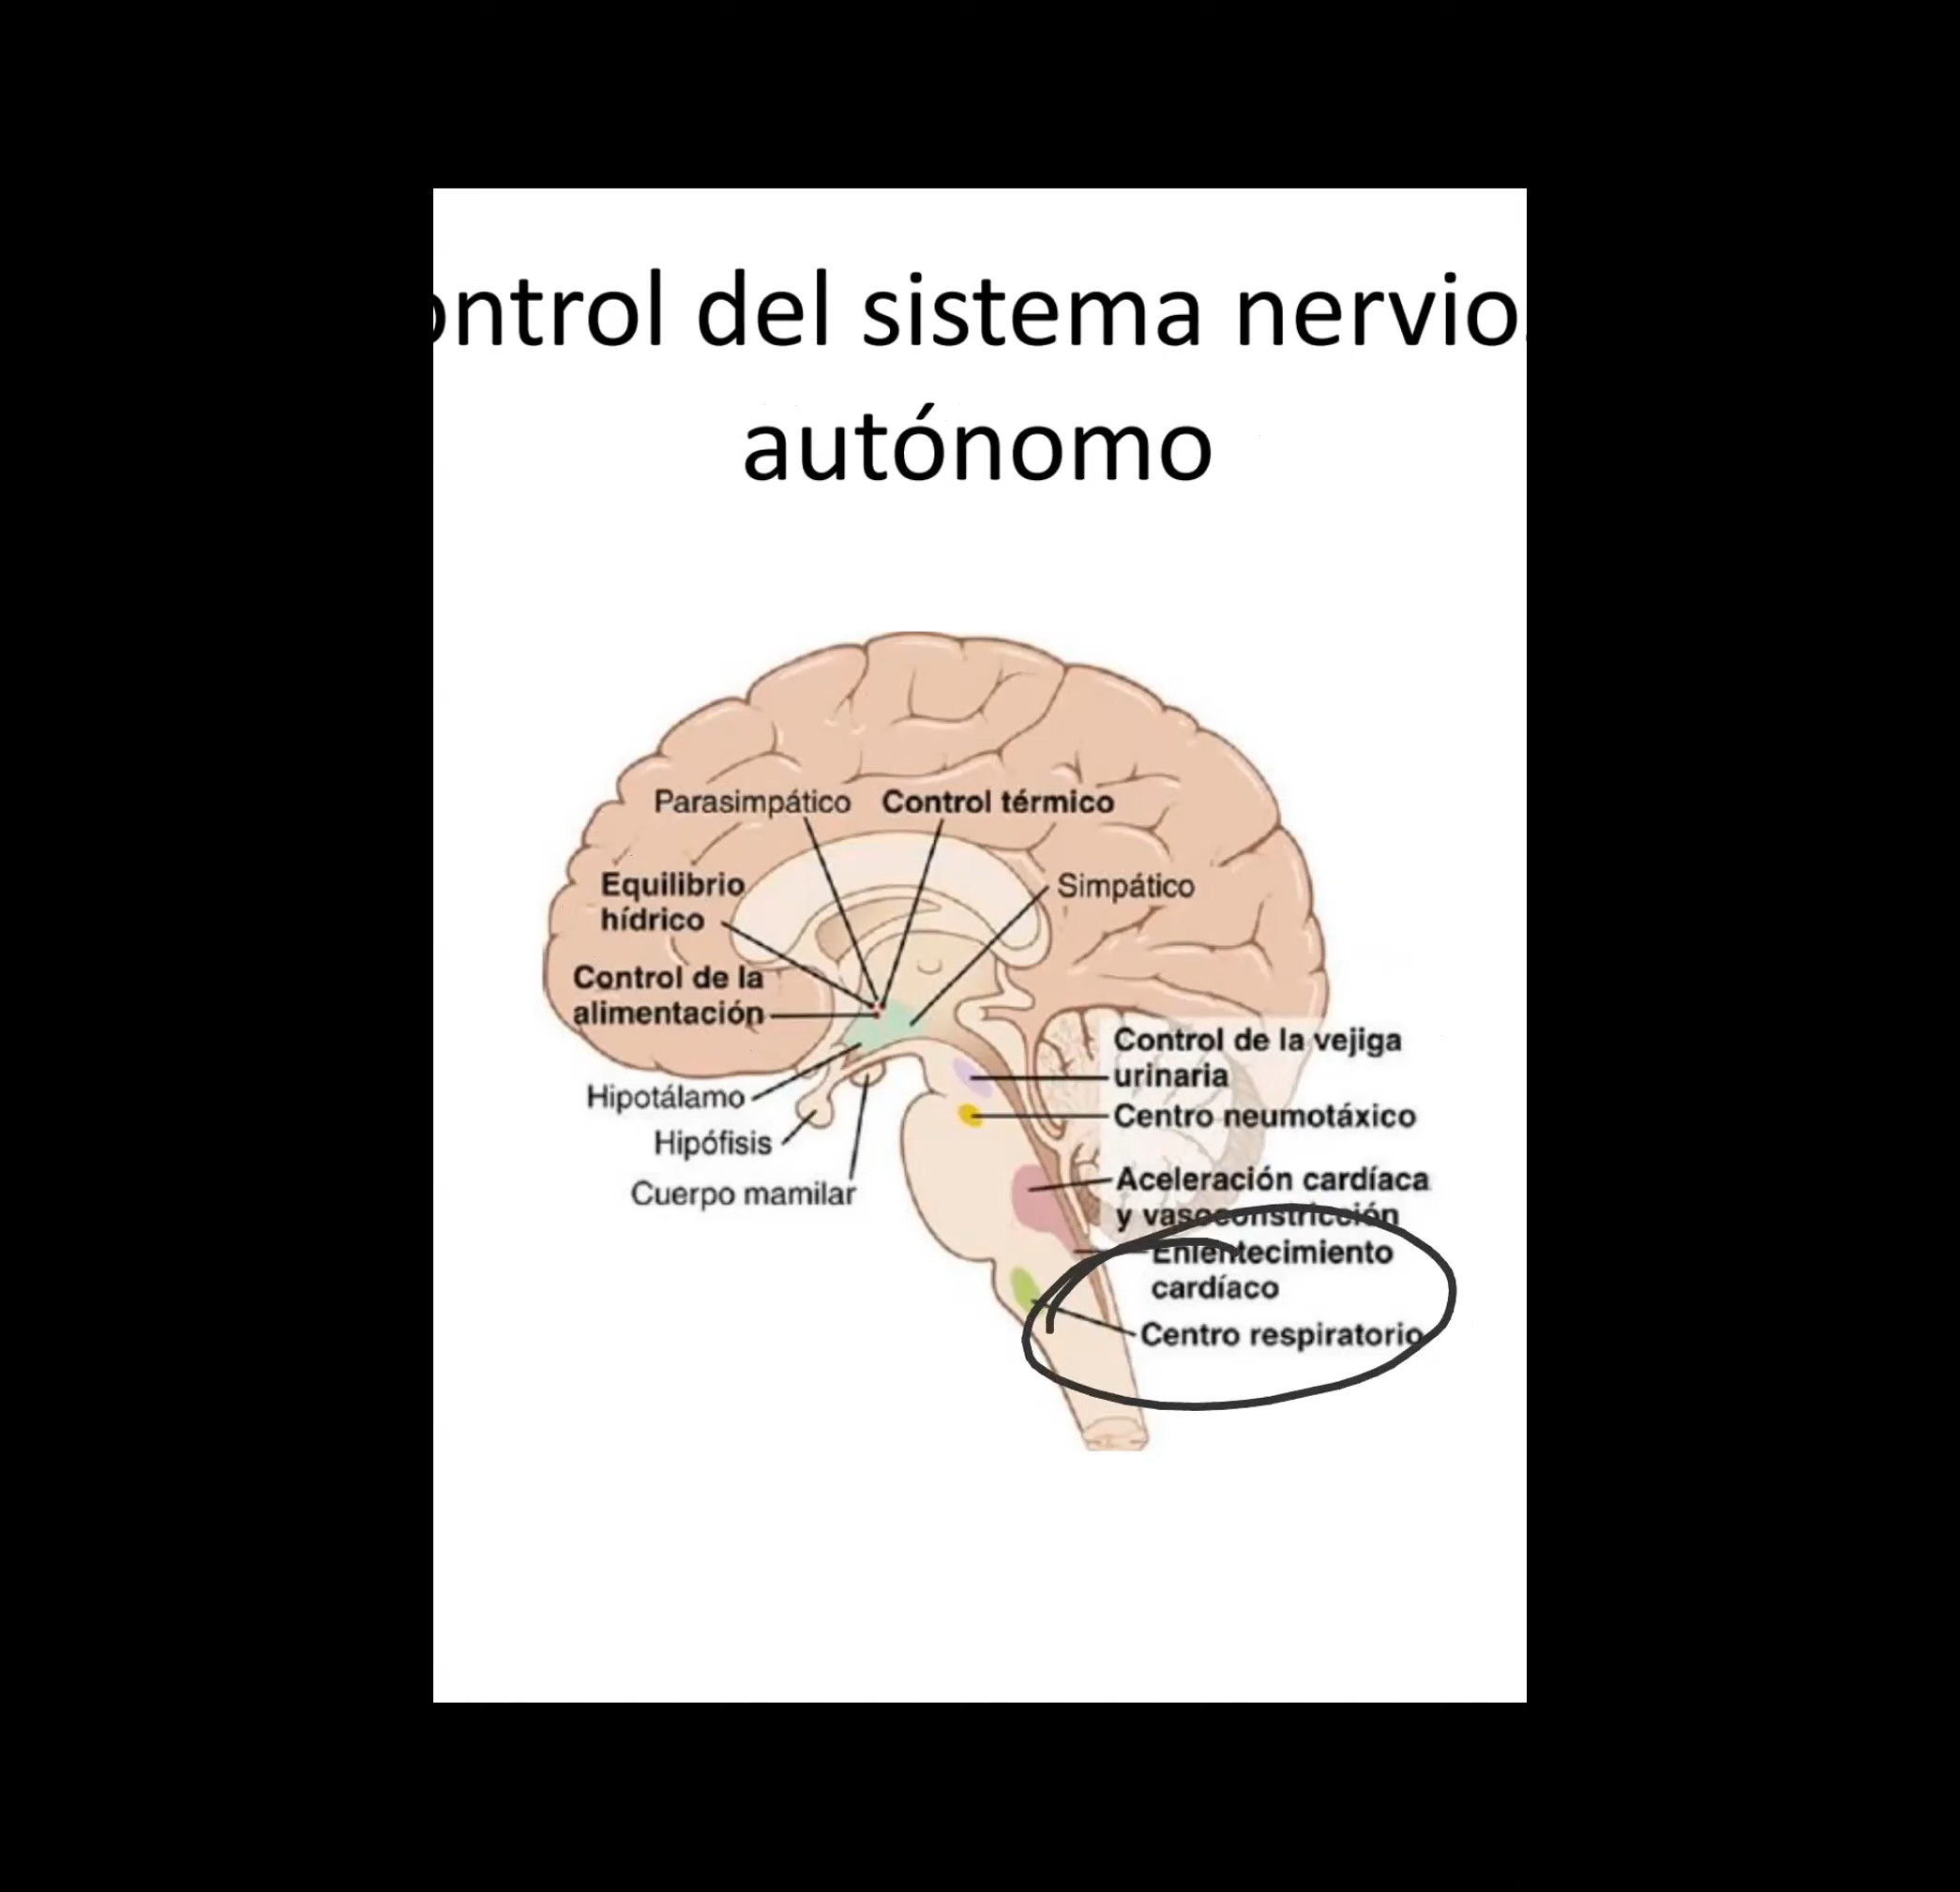 ontrol del sistema nervio
autónomo
Parasimpático
Control térmico
Equilibrio
hídrico
Simpático
Control de la
alimentación
Hipotálamo
Hipófisis
Cuerpo mamilar
Control de la vejiga
urinaria
Centro neumotáxico
Aceleración cardíaca
y vasoconstricción
Enlentecimiento
cardíaco
Centro respiratorio